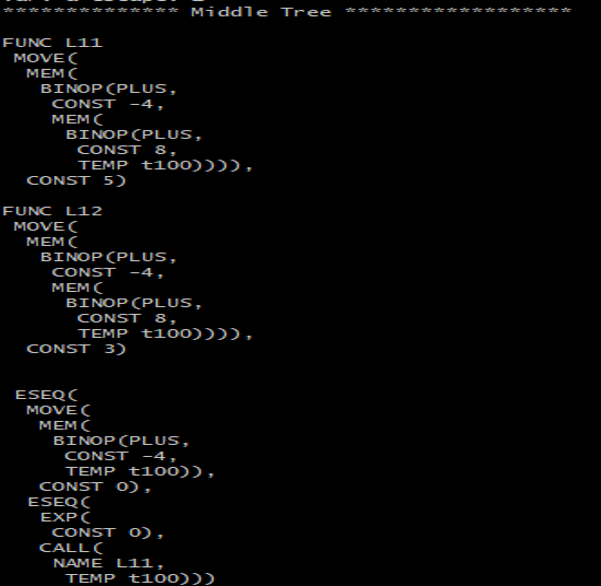 ************** Middle Tree ******************
FUNC L11
MOVE(
MEM(
BINOP(PLUS,
CONST -4,
MEM(
BINOP(PLUS,
CONST 8,
TEMP t100)))),
CONST 5)
FUNC L12
MOVE(
MEM(
BINOP(PLUS,
CONST -4,
MEM(
BINOP(PLUS,
CONST 8,
TEMP t100)))),
CONST 3)
ESEQ(
MOVE(
MEM(
BINOP(PLUS,
CONST -4,
TEMP t100)),
CONST 0),
ESEQ(
EXP(
CONST 0),
CALL(
NAME L11,
TEMP t100)))